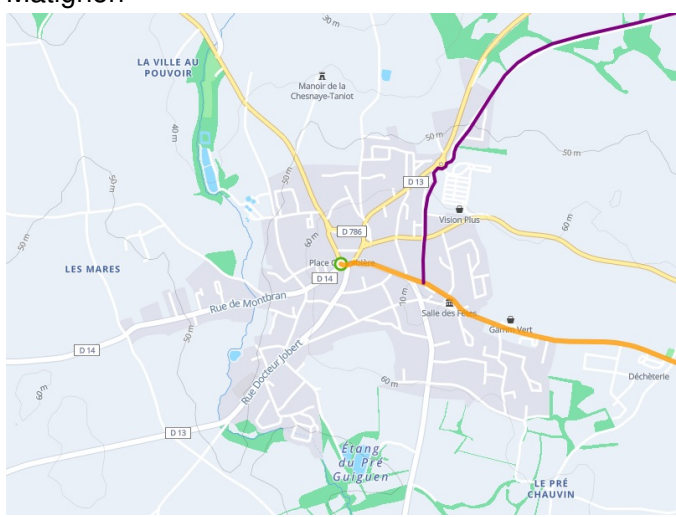 Matignon
30 m
LA VILLE AU
POUVOIR
Manoir de la
Chesnaye-Taniot
40 m
50 m
50 m
50 m
50 m
D 13
Vision Plus
60 m
D 786
60 m
50 m
Place
LES MARES
D 14
Rue de Montbran
Salle des Fêtes
Gamm Vert
50 m
D 14
Rue Docteur Jobert
Déchèterie
60 m
60 m
D 13
Étang
du Pré
Guiguen
LE PRÉ
CHAUVIN